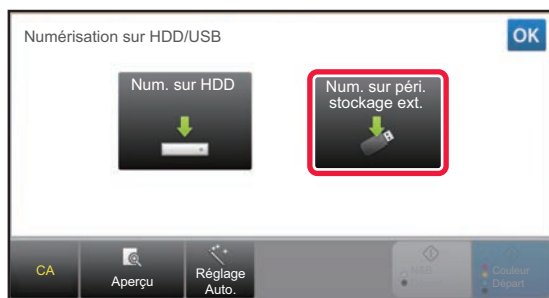 Numérisation sur HDD/USB
OK
Num. sur HDD
Num. sur péri.
stockage ext.
CA
Aperçu
Réglage
Auto.
N&B
Départ
Couleur
Départ